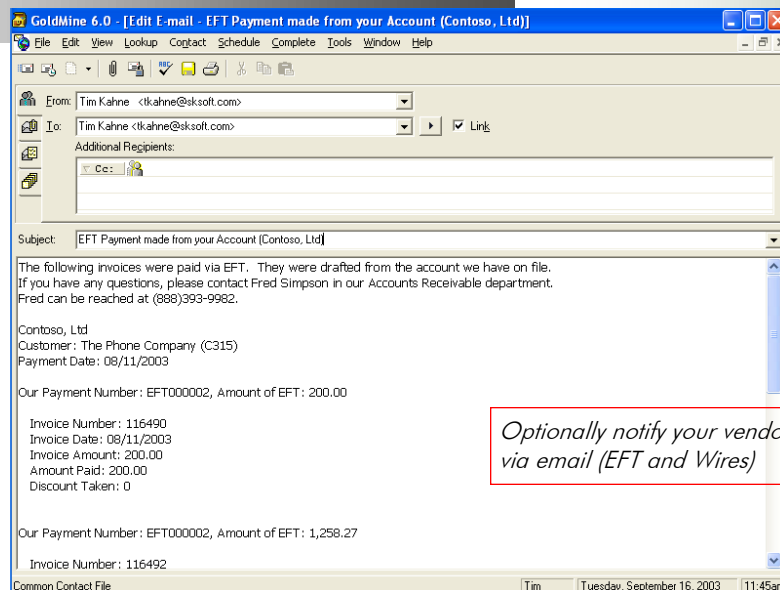 GoldMine 6.0 - [Edit E-mail - EFT Payment made from your Account (Contoso, Ltd)]
File Edit View Lookup Contact Schedule Complete Tools Window Help
ABC
From: Tim Kahne <tkahne@sksoft.com>
To: Tim Kahne <tkahne@sksoft.com> Link
Additional Recipients:
Cc:
Subject: EFT Payment made from your Account (Contoso, Ltd)
The following invoices were paid via EFT. They were drafted from the account we have on file.
If you have any questions, please contact Fred Simpson in our Accounts Receivable department.
Fred can be reached at (888)393-9982.
Contoso, Ltd
Customer: The Phone Company (C315)
Payment Date: 08/11/2003
Our Payment Number: EFT000002, Amount of EFT: 200.00
Invoice Number: 116490
Invoice Date: 08/11/2003
Invoice Amount: 200.00
Amount Paid: 200.00
Discount Taken: 0
Optionally notify your vendo
via email (EFT and Wires)
Our Payment Number: EFT000002, Amount of EFT: 1,258.27
Invoice Number: 116492
Common Contact File Tim Tuesday, September 16, 2003 11:45am